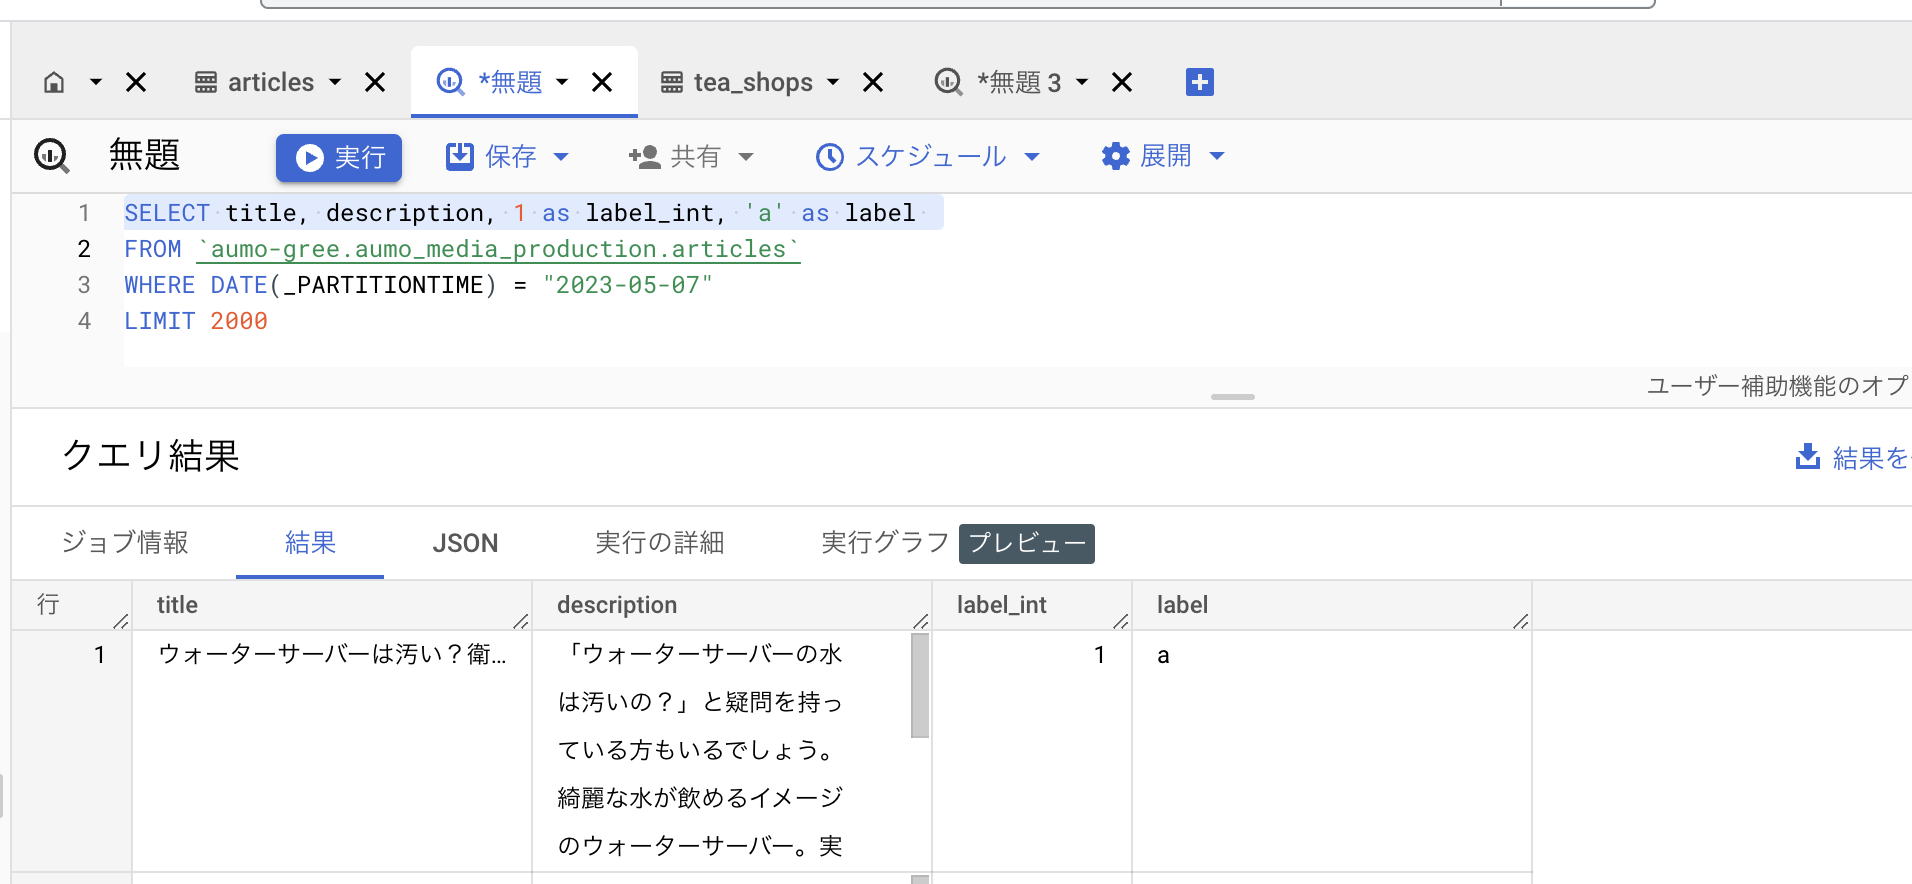 articles *無題 tea_shops *無題 3
無題 実行 保存 共有 スケジュール 展開
1 SELECT title, description, 1 as label_int, 'a' as label
2 FROM `aumo-gree.aumo_media_production.articles`
3 WHERE DATE(_PARTITIONTIME) = "2023-05-07"
4 LIMIT 2000
ユーザー補助機能のオプ
クエリ結果
結果を
ジョブ情報 結果 JSON 実行の詳細 実行グラフ プレビュー
行 title description label_int label
1 ウォーターサーバーは汚い？衛... 「ウォーターサーバーの水 1 a
は汚いの？」と疑問を持っ
ている方もいるでしょう。
綺麗な水が飲めるイメージ
のウォーターサーバー。実